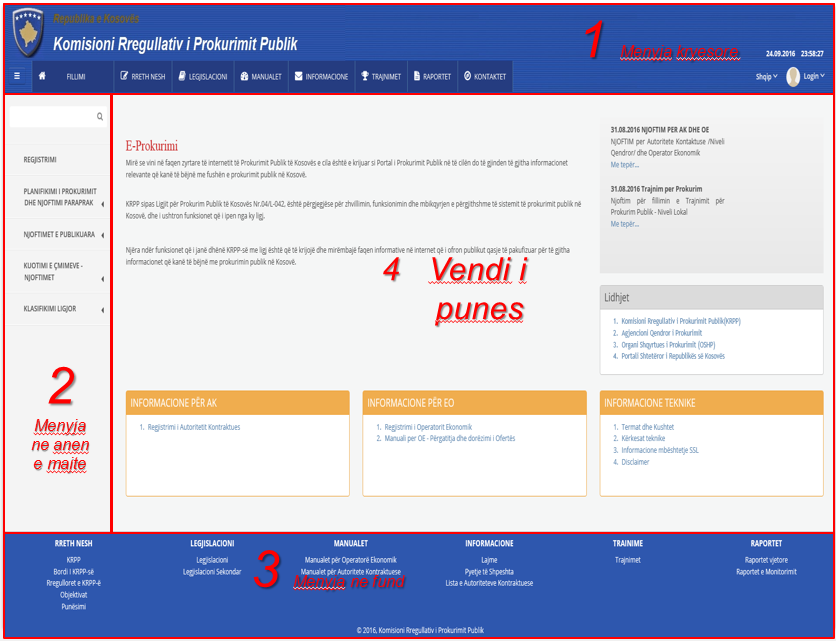 Republika e Kosovës
Komisioni Rregullativ i Prokurimit Publik
1 Menyja kryesore
24.09.2016 23:58:27
FILLIMI
RRETH NESH
LEGJISLACIONI
MANUALET
INFORMACIONE
TRAJNIMET
RAPORTET
KONTAKTET
Shqip
Login
REGJISTRIMI
PLANIFIKIMI I PROKURIMIT
DHE NJOFTIMI PARAPRAK
NJOFTIMET E PUBLIKUARA
KUOTIMI E ÇMIMEVE -
NJOFTIMET
KLASIFIKIMI LIGJOR
2
Menyja
ne anen
e majte
E-Prokurimi
Mirë se vini në faqen zyrtare të internetit të Prokurimit Publik të Kosovës e cila është e krijuar si Portal i Prokurimit Publik në të cilën do të gjinden të gjitha informacionet
relevante që kanë të bëjnë me fushën e prokurimit publik në Kosovë.
KRPP sipas Ligjit për Prokurim Publik të Kosovës Nr.04/L-042, është përgjegjëse për zhvillimin, funksionimin dhe mbikqyrjen e përgjithshme të sistemit të prokurimit publik në
Kosovë, dhe i ushtron funksionet që i ipen nga ky ligj.
Njëra ndër funksionet që i janë dhënë KRPP-së me ligj është që të krijojë dhe mirëmbajë faqen informative në internet që i ofron publikut qasje të pakufizuar për të gjitha
informacionet që kanë të bëjnë me prokurimin publik në Kosovë.
4 Vendi i
punes
31.08.2016 NJOFTIM PER AK DHE OE
NJOFTIM per Autoritete Kontaktuse /Niveli
Qendror/ dhe Operator Ekonomik
Me tepër...
31.08.2016 Trajnim per Prokurim
Njoftim për fillimin e Trajnimit për
Prokurim Publik - Niveli Lokal
Me tepër...
Lidhjet
1. Komisioni Rregullativ i Prokurimit Publik(KRPP)
2. Agjencioni Qendror i Prokurimit
3. Organi Shqyrtues i Prokurimit (OSHP)
4. Portali Shtetëror i Republikës së Kosovës
INFORMACIONE PËR AK
1. Regjistrimi i Autoritetit Kontraktues
INFORMACIONE PËR EO
1. Regjistrimi i Operatorit Ekonomik
2. Manuali per OE - Përgatitja dhe dorëzimi i Ofertës
INFORMACIONE TEKNIKE
1. Termat dhe Kushtet
2. Kërkesat teknike
3. Informacione mbështetje SSL
4. Disclaimer
RRETH NESH
KRPP
Bordi i KRPP-së
Rregulloret e KRPP-ë
Objektivat
Punësimi
LEGJISLACIONI
Legjislacioni
Legjislacioni Sekondar
MANUALET
Manualet për Operatorë Ekonomik
Manualet për Autoritete Kontraktuese
3 Menyja ne fund
INFORMACIONE
Lajme
Pyetje të Shpeshta
Lista e Autoriteteve Kontraktuese
TRAINIME
Trajnimet
RAPORTET
Raportet vjetore
Raportet e Monitorimit
© 2016, Komisioni Rregullativ i Prokurimit Publik